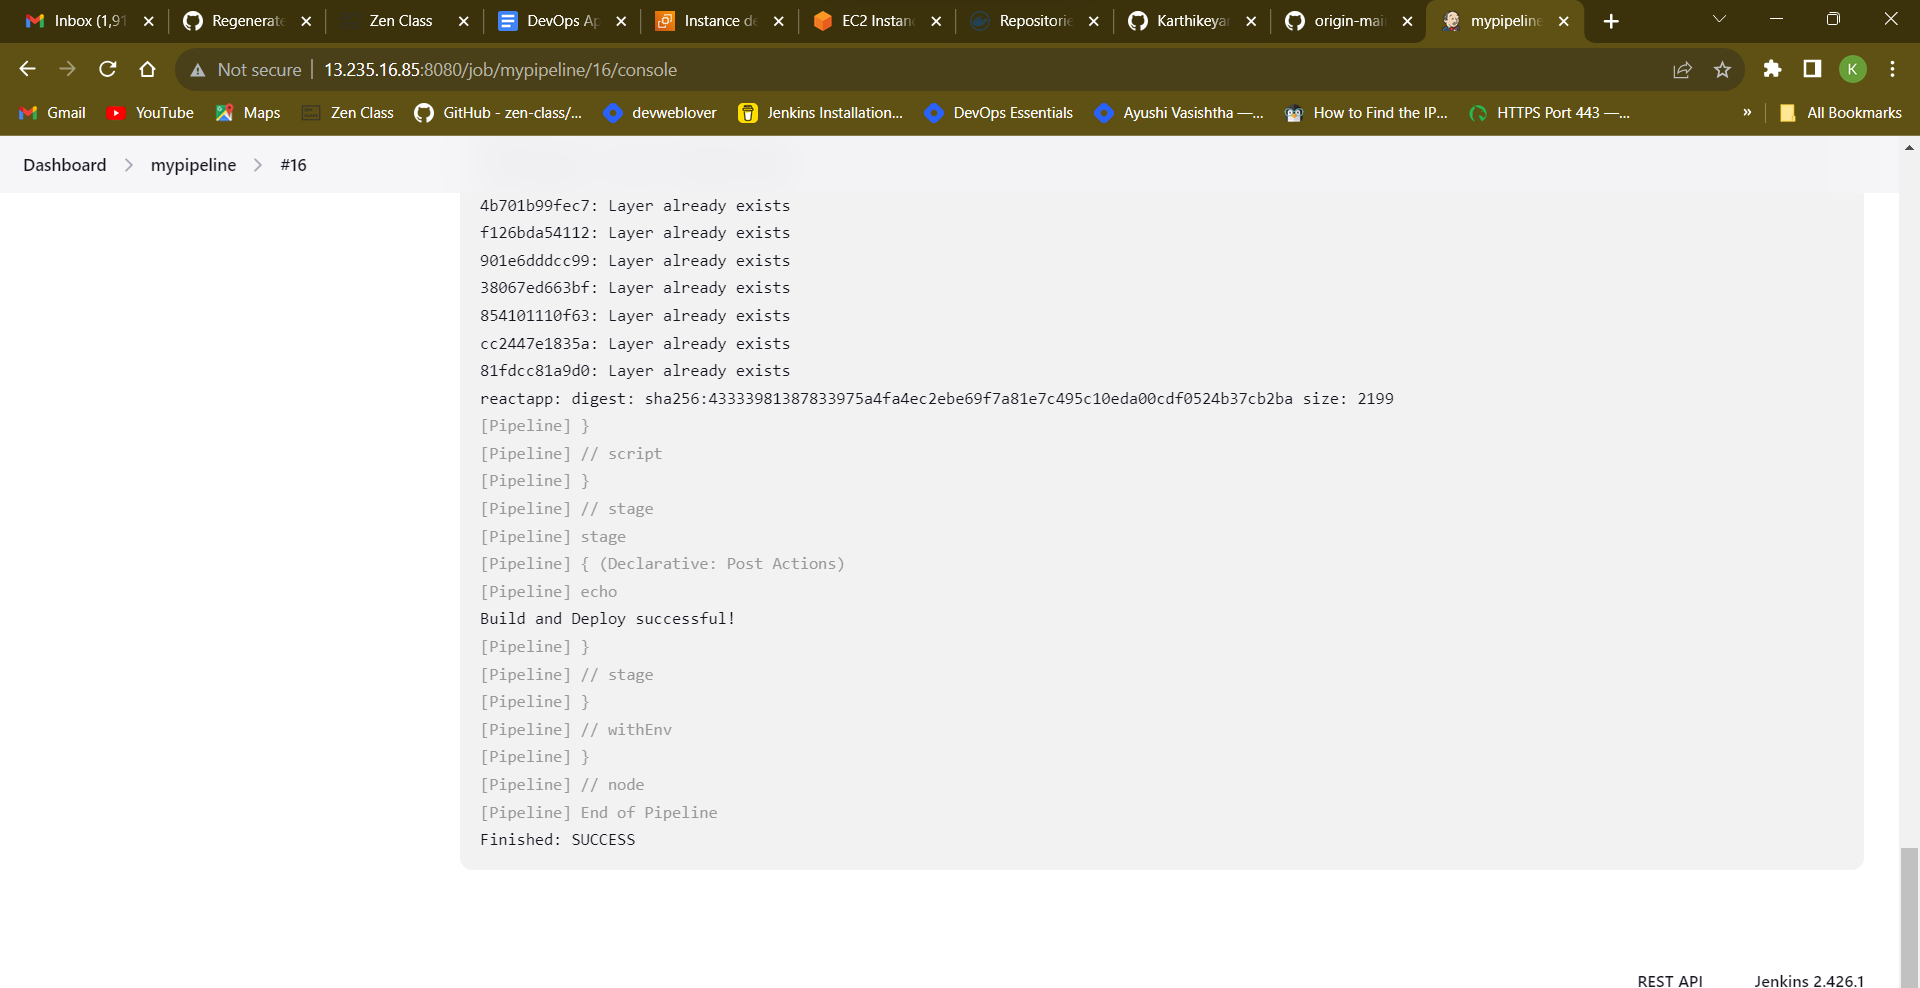 Inbox (1,91
Regenerate
Zen Class
DevOps Ap
Instance de
EC2 Instanc
Repositorie
Karthikeyan
origin-mai
mypipeline
Not secure
13.235.16.85:8080/job/mypipeline/16/console
K
Gmail
YouTube
Maps
Zen Class
GitHub - zen-class/...
devweblover
Jenkins Installation...
DevOps Essentials
Ayushi Vasishtha —...
How to Find the IP...
HTTPS Port 443 —...
»
All Bookmarks
Dashboard > mypipeline > #16
4b701b99fec7: Layer already exists
f126bda54112: Layer already exists
901e6dddcc99: Layer already exists
38067ed663bf: Layer already exists
854101110f63: Layer already exists
cc2447e1835a: Layer already exists
81fdcc81a9d0: Layer already exists
reactapp: digest: sha256:43333981387833975a4fa4ec2ebe69f7a81e7c495c10eda00cdf0524b37cb2ba size: 2199
[Pipeline] }
[Pipeline] // script
[Pipeline] }
[Pipeline] // stage
[Pipeline] stage
[Pipeline] { (Declarative: Post Actions)
[Pipeline] echo
Build and Deploy successful!
[Pipeline] }
[Pipeline] // stage
[Pipeline] }
[Pipeline] // withEnv
[Pipeline] }
[Pipeline] // node
[Pipeline] End of Pipeline
Finished: SUCCESS
REST API
Jenkins 2.426.1